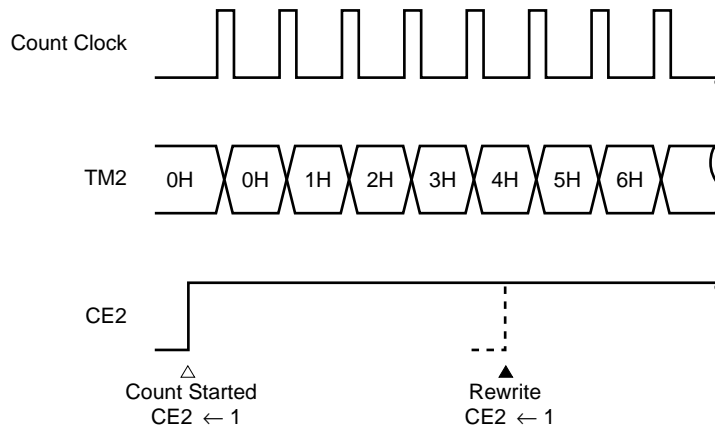 Count Clock
TM2
0H 0H 1H 2H 3H 4H 5H 6H
CE2
Count Started
CE2 ← 1
Rewrite
CE2 ← 1